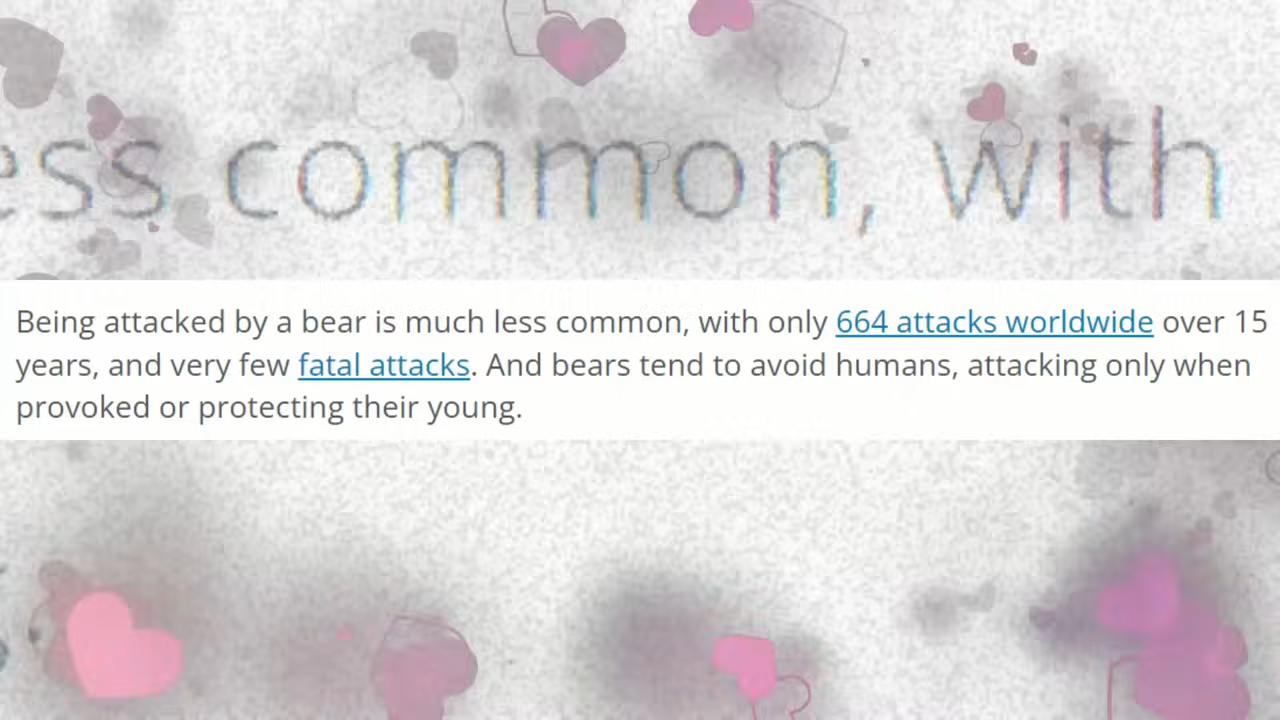 ess common, with
Being attacked by a bear is much less common, with only 664 attacks worldwide over 15
years, and very few fatal attacks. And bears tend to avoid humans, attacking only when
provoked or protecting their young.